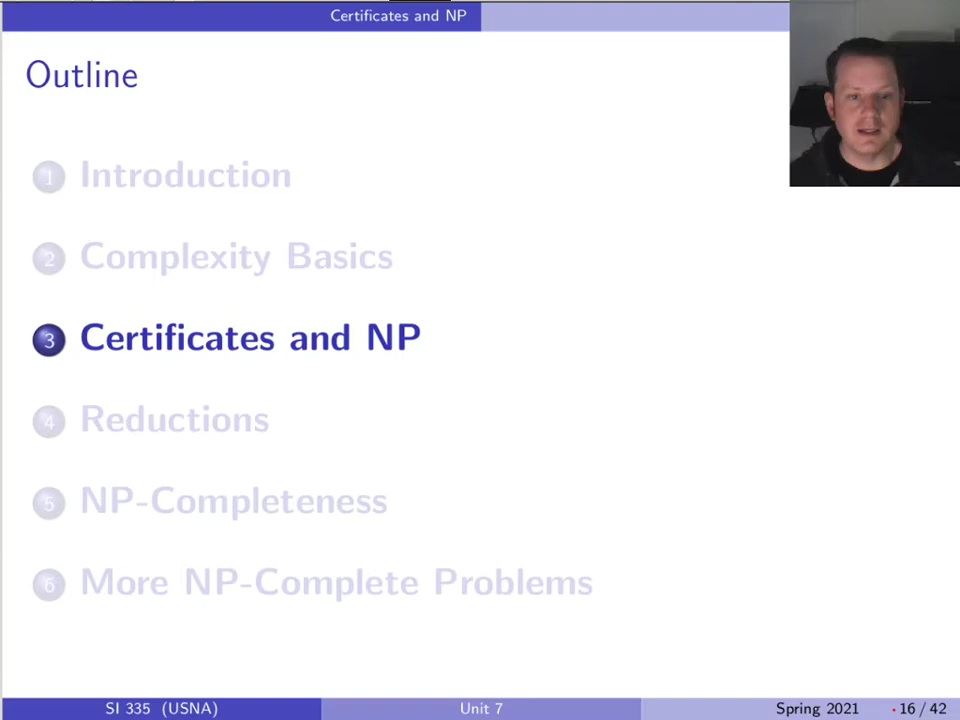 Certificates and NP
Outline
1 Introduction
2 Complexity Basics
3 Certificates and NP
4 Reductions
5 NP-Completeness
6 More NP-Complete Problems
SI 335 (USNA) Unit 7 Spring 2021 16 / 42